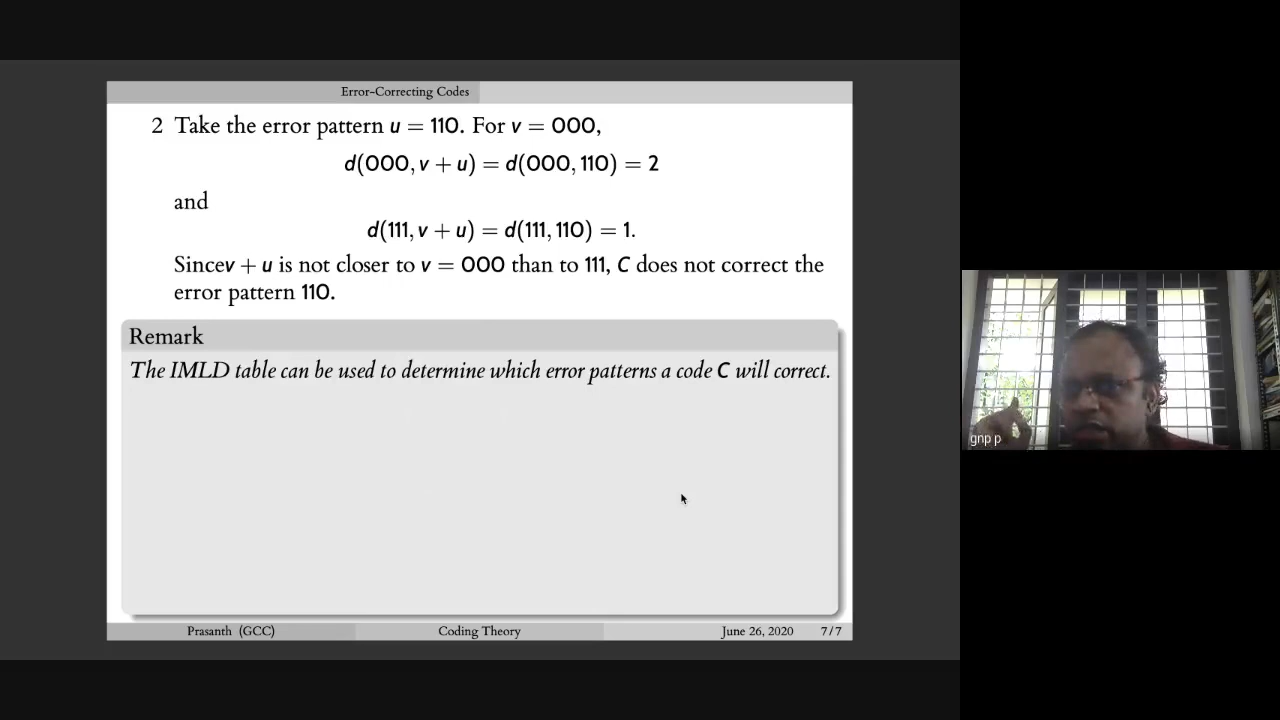 Error-Correcting Codes
2 Take the error pattern u = 110. For v = 000,
d(000, v + u) = d(000, 110) = 2
and
d(111, v + u) = d(111, 110) = 1.
Sincev + u is not closer to v = 000 than to 111, C does not correct the
error pattern 110.
Remark
The IMLD table can be used to determine which error patterns a code C will correct.
Prasanth (GCC) Coding Theory June 26, 2020 7/7
gnp p